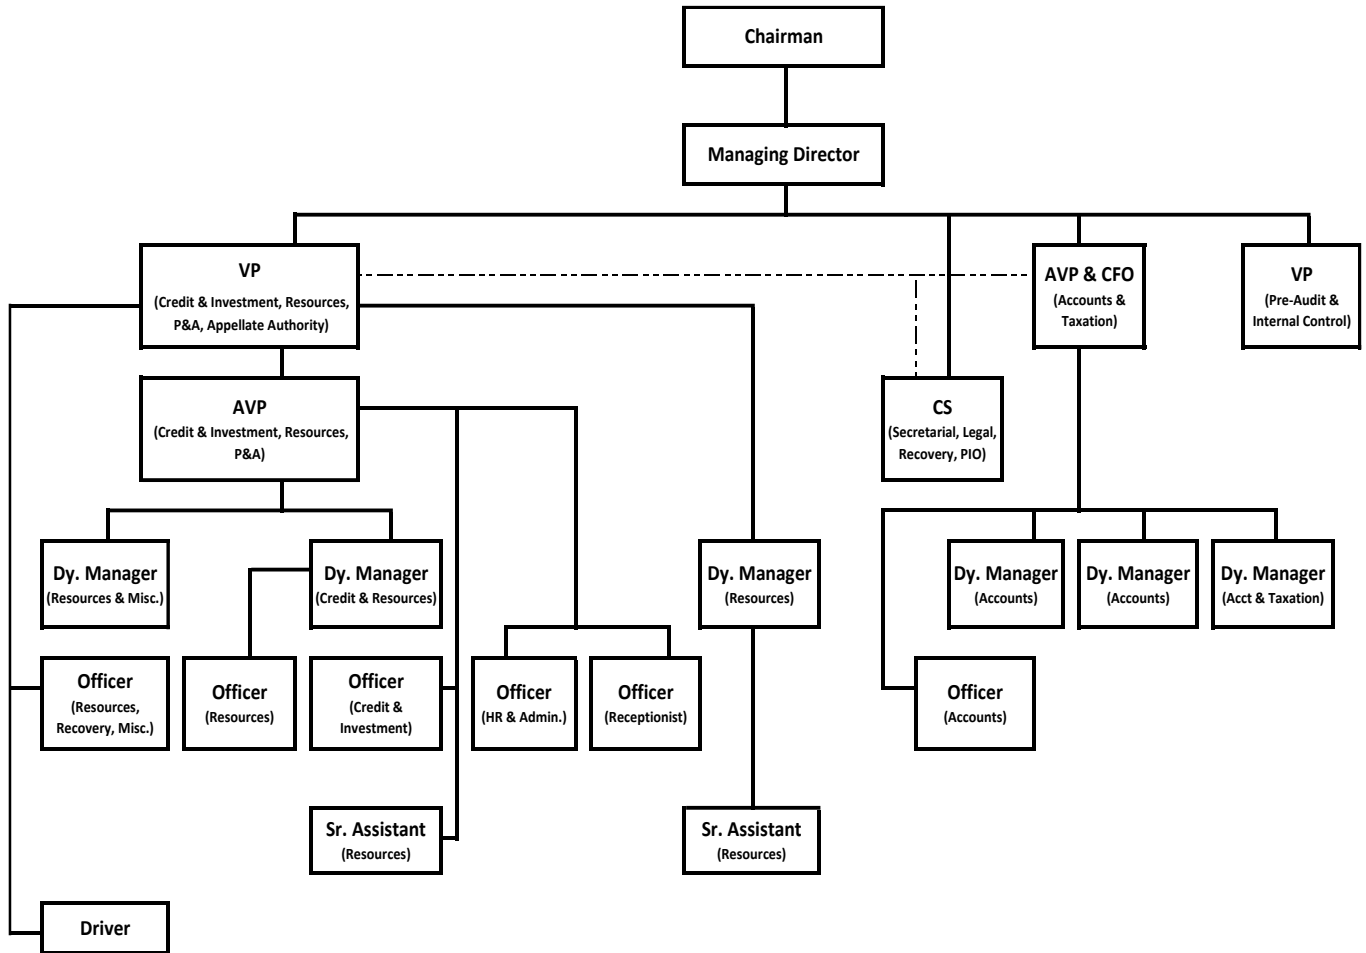 Chairman
Managing Director
VP
(Credit & Investment, Resources,
P&A, Appellate Authority)
AVP & CFO
(Accounts &
Taxation)
VP
(Pre-Audit &
Internal Control)
AVP
(Credit & Investment, Resources,
P&A)
CS
(Secretarial, Legal,
Recovery, PIO)
Dy. Manager
(Resources & Misc.)
Dy. Manager
(Credit & Resources)
Dy. Manager
(Resources)
Dy. Manager
(Accounts)
Dy. Manager
(Accounts)
Dy. Manager
(Acct & Taxation)
Officer
(Resources,
Recovery, Misc.)
Officer
(Resources)
Officer
(Credit &
Investment)
Officer
(HR & Admin.)
Officer
(Receptionist)
Officer
(Accounts)
Sr. Assistant
(Resources)
Sr. Assistant
(Resources)
Driver